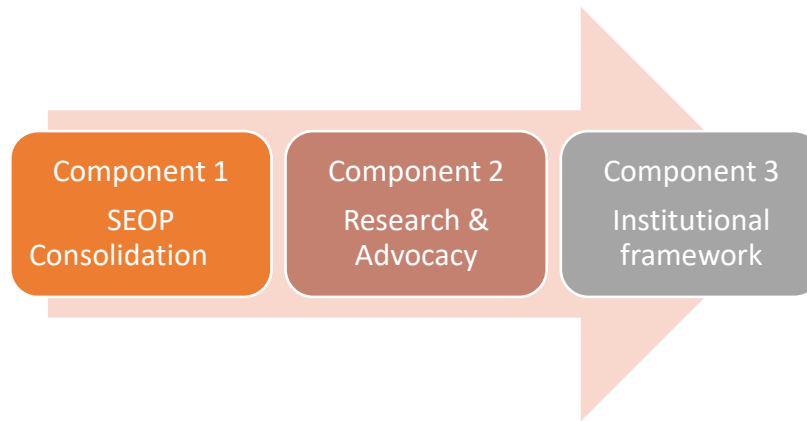 Component 1
SEOP
Consolidation
Component 2
Research &
Advocacy
Component 3
Institutional
framework